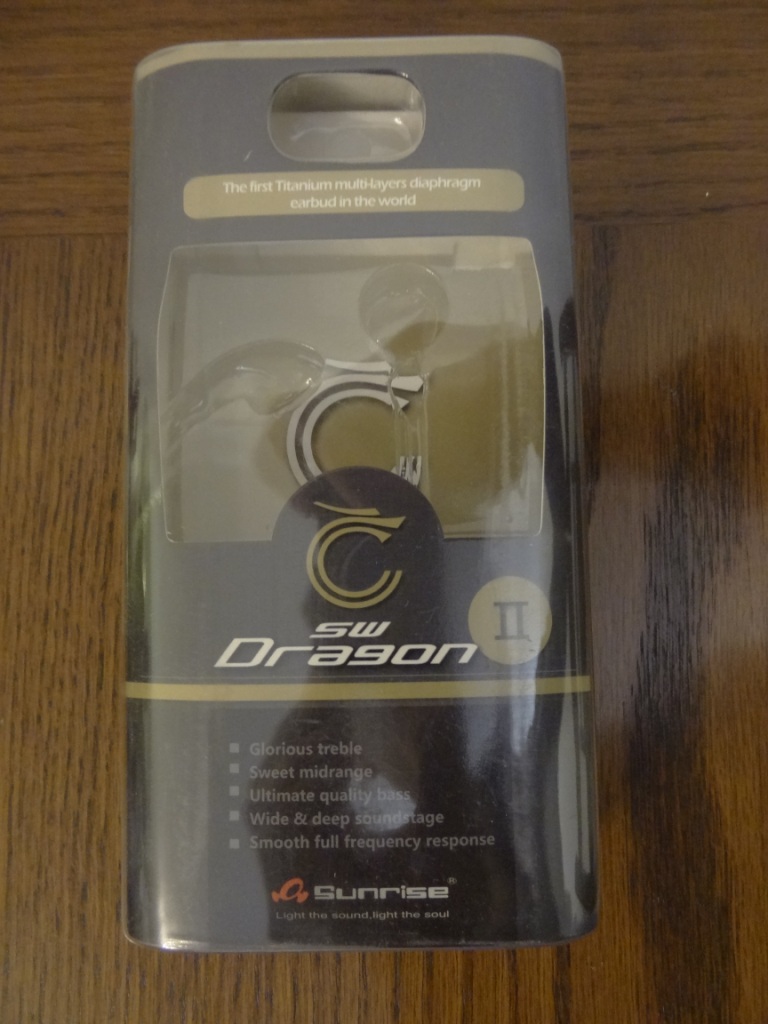 The first Titanium multi-layers diaphragm
earbud in the world
SW
Dragon II
Glorious treble
Sweet midrange
Ultimate quality bass
Wide & deep soundstage
Smooth full frequency response
Sunrise®
Light the sound,light the soul